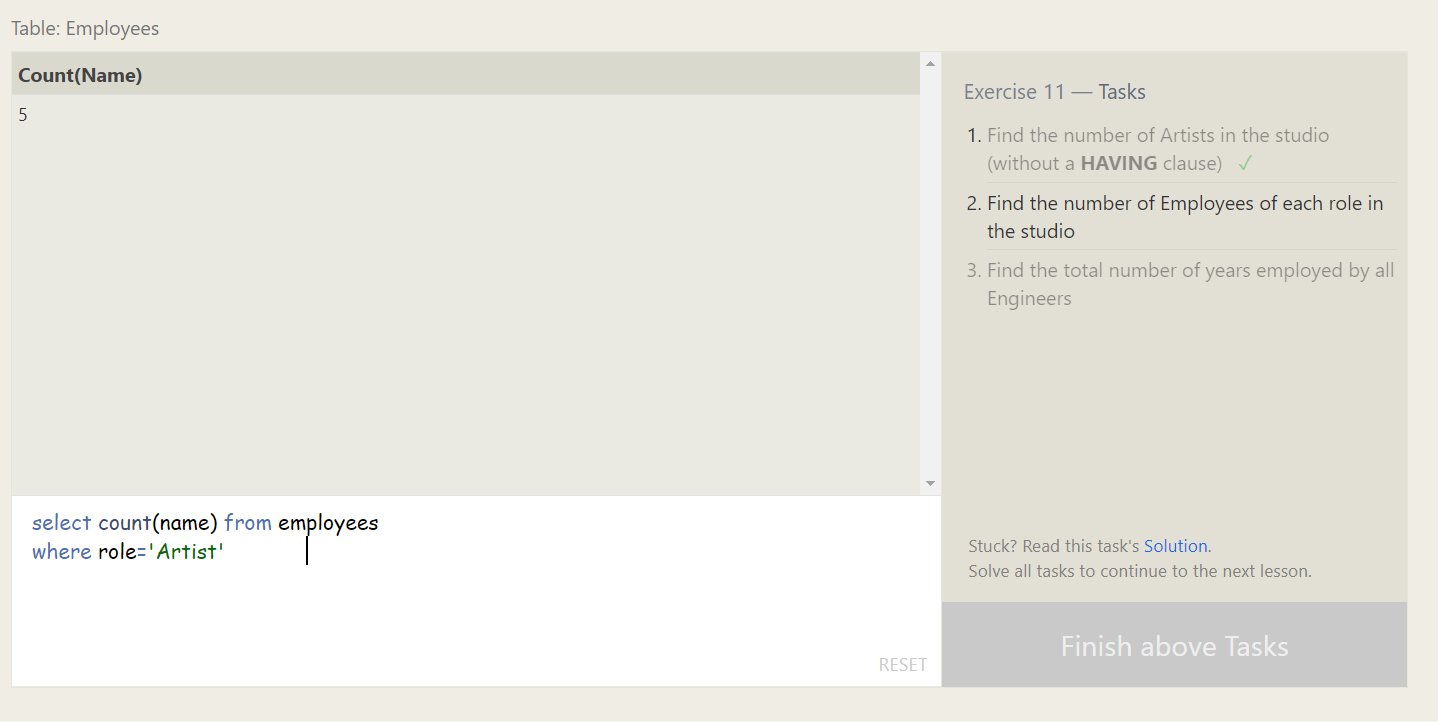 Table: Employees
Count(Name)
5
select count(name) from employees
where role='Artist'
RESET
Exercise 11 — Tasks
1. Find the number of Artists in the studio
(without a HAVING clause) ✓
2. Find the number of Employees of each role in
the studio
3. Find the total number of years employed by all
Engineers
Stuck? Read this task's Solution.
Solve all tasks to continue to the next lesson.
Finish above Tasks